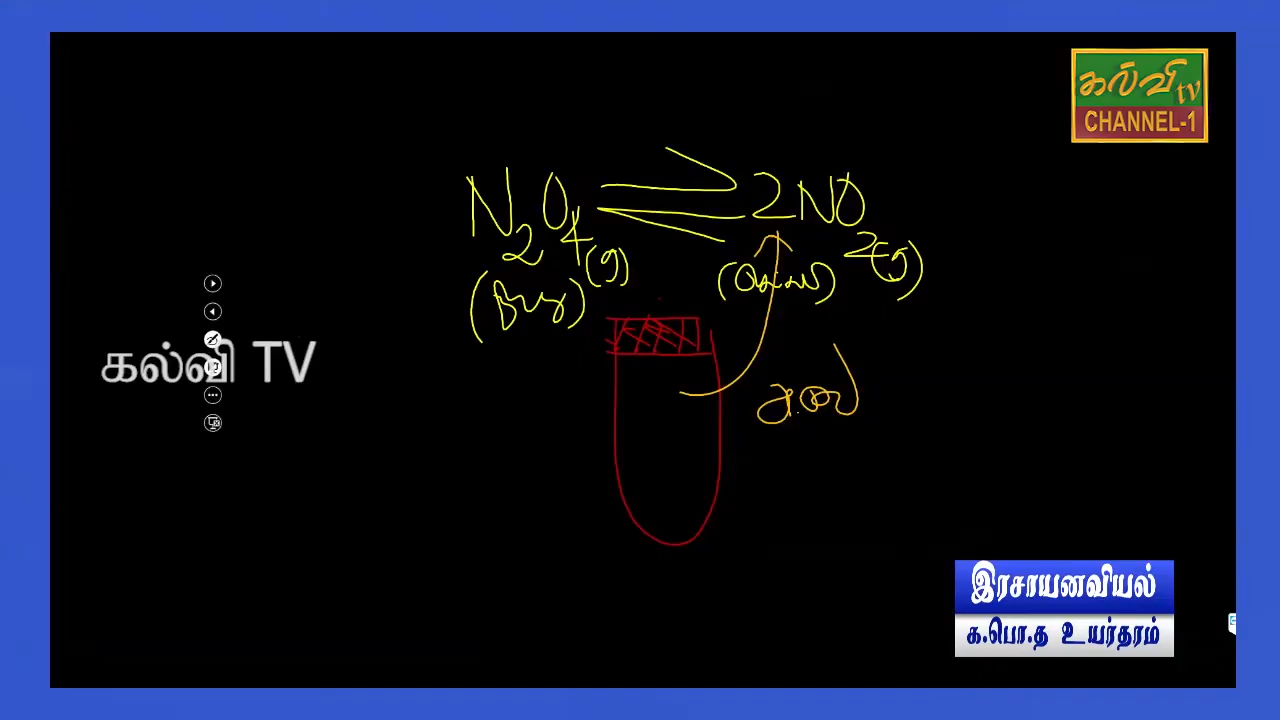 கல்வி tv
CHANNEL-1
N₂O₄(g) ⇌ 2NO₂(g)
கல்வி TV
இரசாயனவியல்
க.பொ.த உயர்தரம்